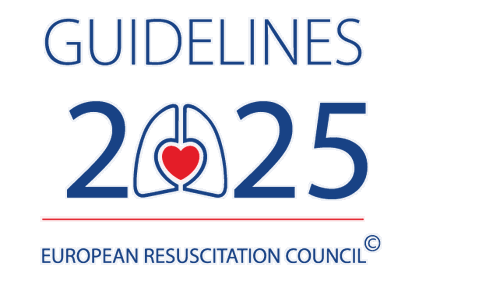 GUIDELINES
2025
EUROPEAN RESUSCITATION COUNCIL©